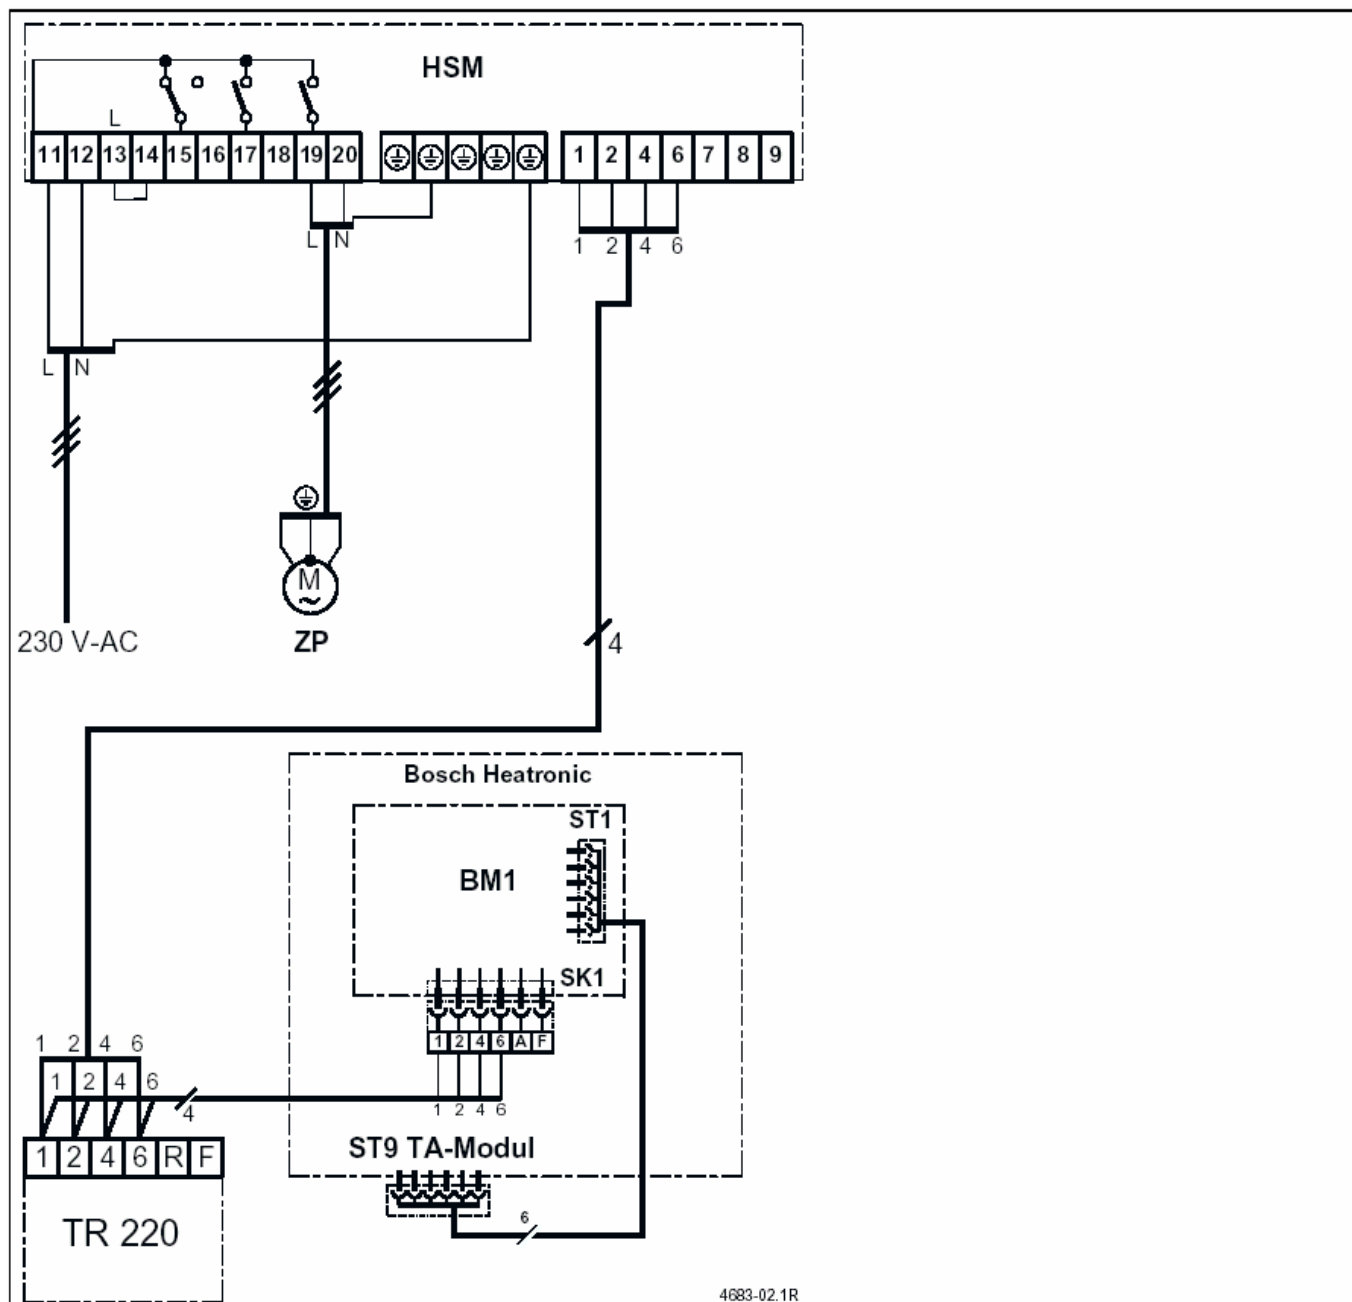 HSM
L
11 12 13 14 15 16 17 18 19 20 1 2 4 6 7 8 9
L N 1 2 4 6
L N
M
230 V-AC ZP 4
Bosch Heatronic
ST1
BM1
SK1
1 2 4 6 A F
1 2 4 6
1 2 4 6
4 1 2 4 6
ST9 TA-Modul
1 2 4 6 R F
6
TR 220
4683-02.1R